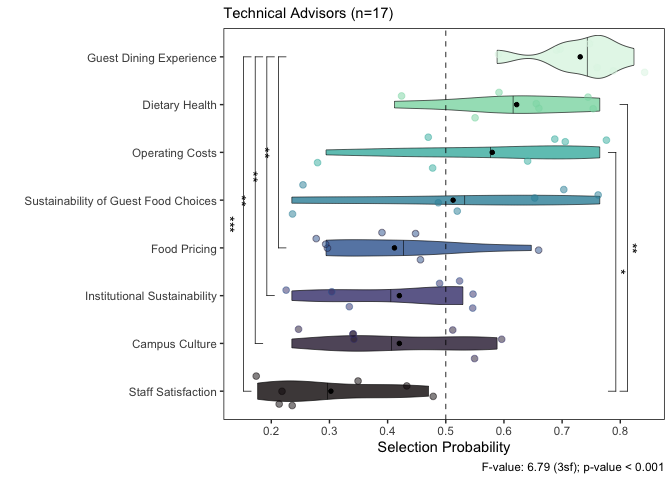 Technical Advisors (n=17)
Guest Dining Experience
Dietary Health
Operating Costs
Sustainability of Guest Food Choices
Food Pricing
Institutional Sustainability
Campus Culture
Staff Satisfaction
***
**
**
**
*
**
0.2 0.3 0.4 0.5 0.6 0.7 0.8
Selection Probability
F-value: 6.79 (3sf); p-value < 0.001